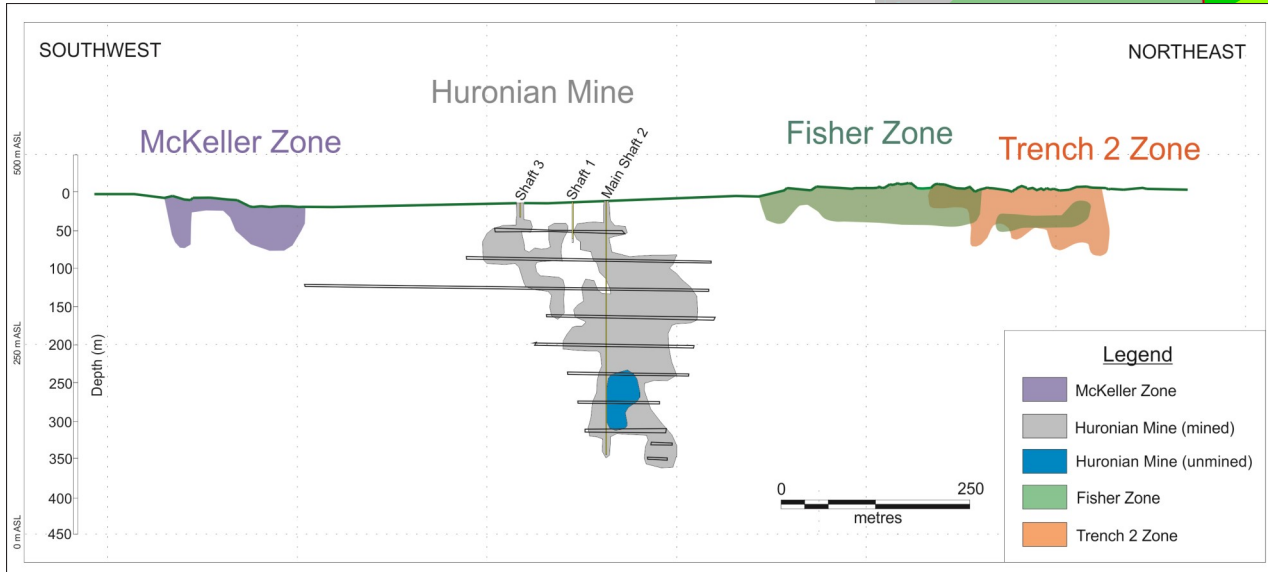 SOUTHWEST
NORTHEAST
Huronian Mine
McKeller Zone
Fisher Zone
Trench 2 Zone
Shaft 3
Shaft 1
Main Shaft 2
500 m ASL
250 m ASL
0 m ASL
Depth (m)
0
50
100
150
200
250
300
350
400
450
0 250
metres
Legend
McKeller Zone
Huronian Mine (mined)
Huronian Mine (unmined)
Fisher Zone
Trench 2 Zone